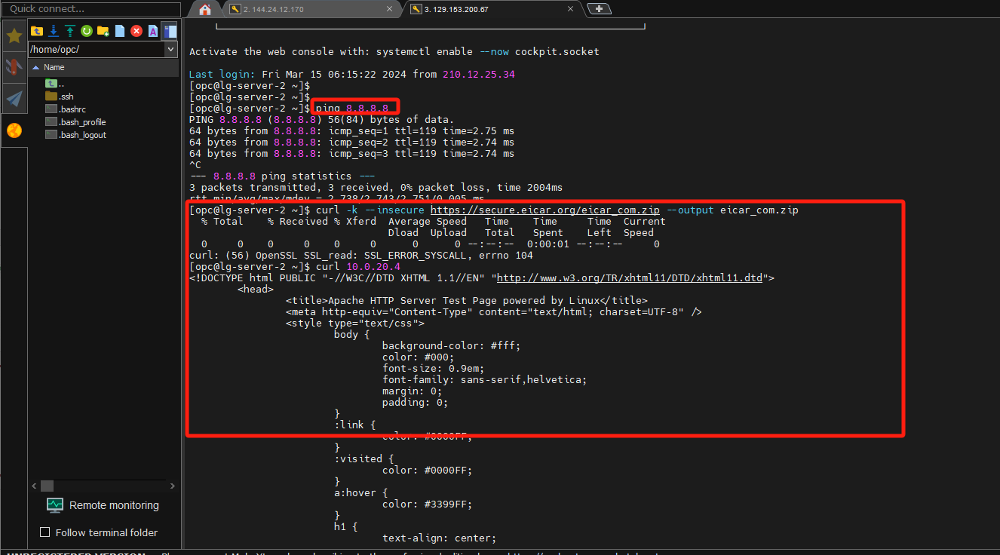 Quick connect...
2. 144.24.12.170
3. 129.153.200.67
/home/opc/
Name
..
.ssh
.bashrc
.bash_profile
.bash_logout
Remote monitoring
Follow terminal folder
Activate the web console with: systemctl enable --now cockpit.socket
Last login: Fri Mar 15 06:15:22 2024 from 210.12.25.34
[opc@lg-server-2 ~]$
[opc@lg-server-2 ~]$
[opc@lg-server-2 ~]$ ping 8.8.8.8
PING 8.8.8.8 (8.8.8.8) 56(84) bytes of data.
64 bytes from 8.8.8.8: icmp_seq=1 ttl=119 time=2.75 ms
64 bytes from 8.8.8.8: icmp_seq=2 ttl=119 time=2.74 ms
64 bytes from 8.8.8.8: icmp_seq=3 ttl=119 time=2.74 ms
^C
--- 8.8.8.8 ping statistics ---
3 packets transmitted, 3 received, 0% packet loss, time 2004ms
rtt min/avg/max/mdev = 2.738/2.743/2.751/0.005 ms
[opc@lg-server-2 ~]$ curl -k --insecure https://secure.eicar.org/eicar_com.zip --output eicar_com.zip
% Total % Received % Xferd Average Speed Time Time Time Current
Dload Upload Total Spent Left Speed
0 0 0 0 0 0 0 0 --:--:-- 0:00:01 --:--:-- 0
curl: (56) OpenSSL SSL_read: SSL_ERROR_SYSCALL, errno 104
[opc@lg-server-2 ~]$ curl 10.0.20.4
<!DOCTYPE html PUBLIC "-//W3C//DTD XHTML 1.1//EN" "http://www.w3.org/TR/xhtml11/DTD/xhtml11.dtd">
<head>
<title>Apache HTTP Server Test Page powered by Linux</title>
<meta http-equiv="Content-Type" content="text/html; charset=UTF-8" />
<style type="text/css">
body {
background-color: #fff;
color: #000;
font-size: 0.9em;
font-family: sans-serif,helvetica;
margin: 0;
padding: 0;
}
:link {
color: #0000FF;
}
:visited {
color: #0000FF;
}
a:hover {
color: #3399FF;
}
h1 {
text-align: center;
UNREGISTERED VERSION